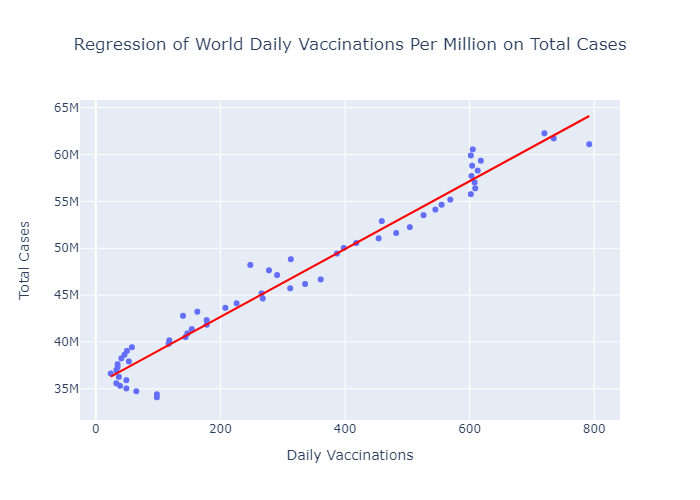 Regression of World Daily Vaccinations Per Million on Total Cases
65M
60M
55M
50M
45M
40M
35M
Total Cases
0 200 400 600 800
Daily Vaccinations